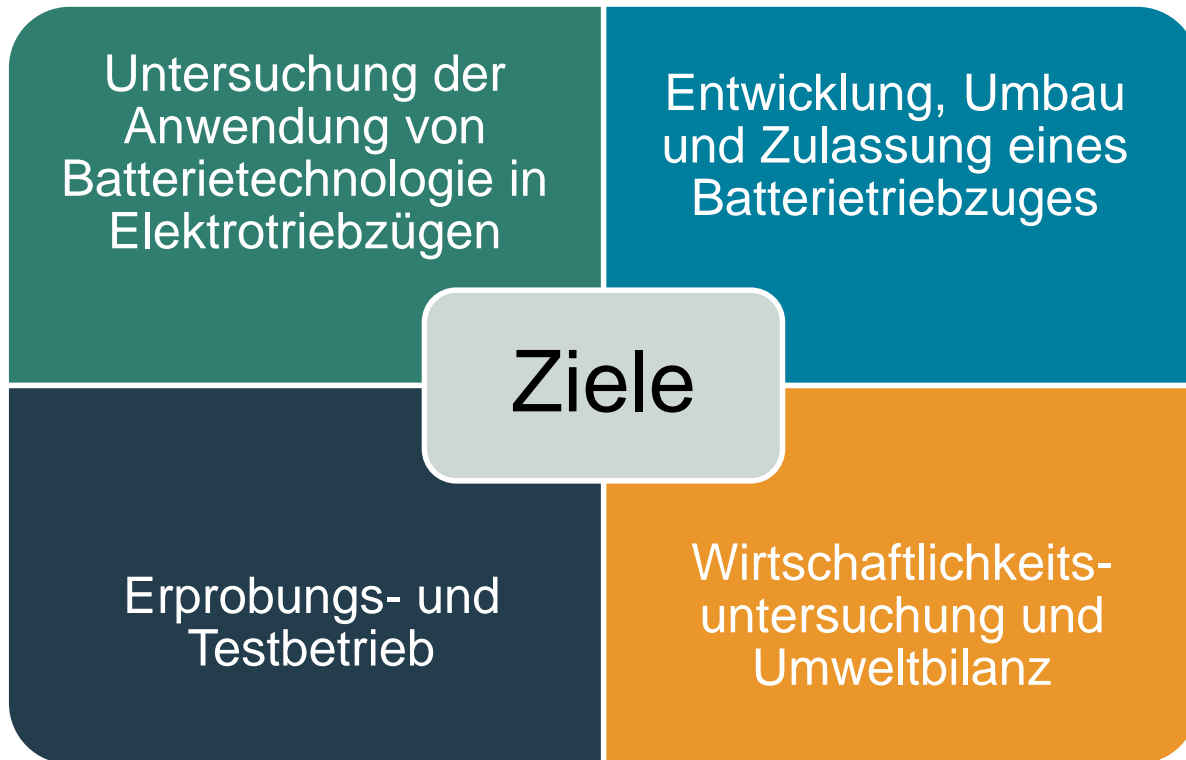 Untersuchung der
Anwendung von
Batterietechnologie in
Elektrotriebzügen
Entwicklung, Umbau
und Zulassung eines
Batterietriebzuges
Ziele
Erprobungs- und
Testbetrieb
Wirtschaftlichkeits-
untersuchung und
Umweltbilanz